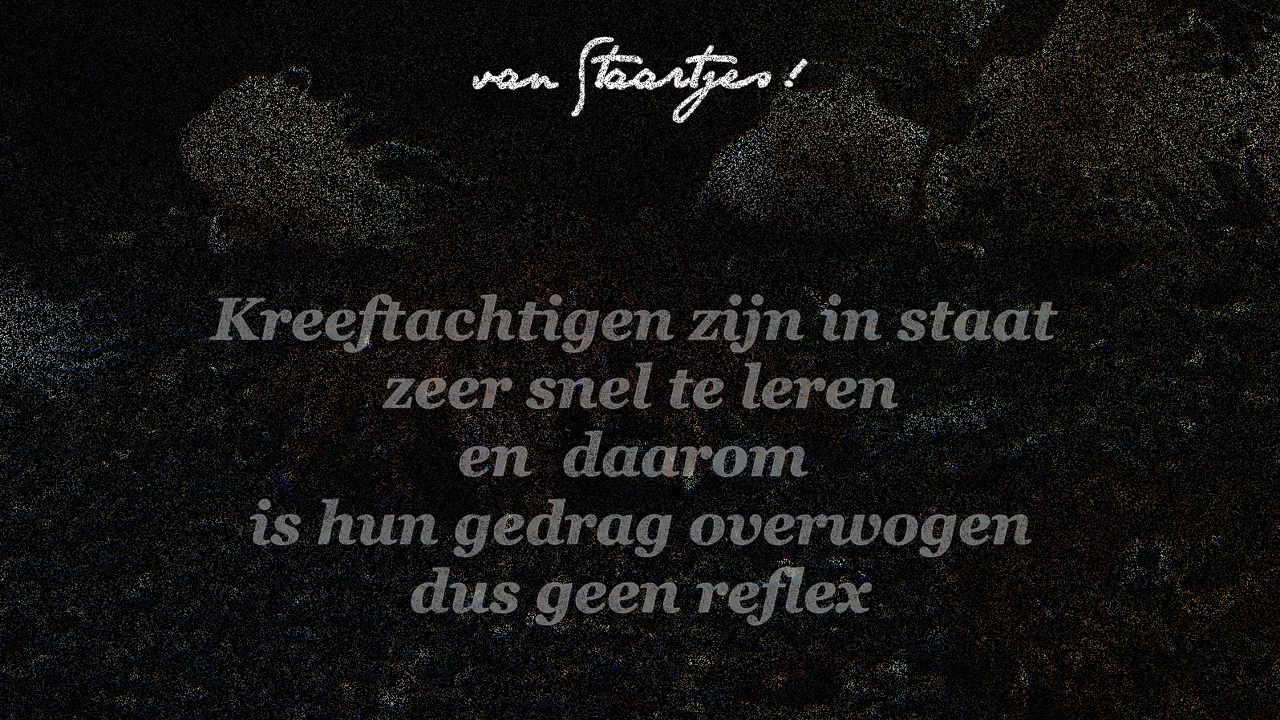 van Staartjes!
Kreeftachtigen zijn in staat
zeer snel te leren
en daarom
is hun gedrag overwogen
dus geen reflex